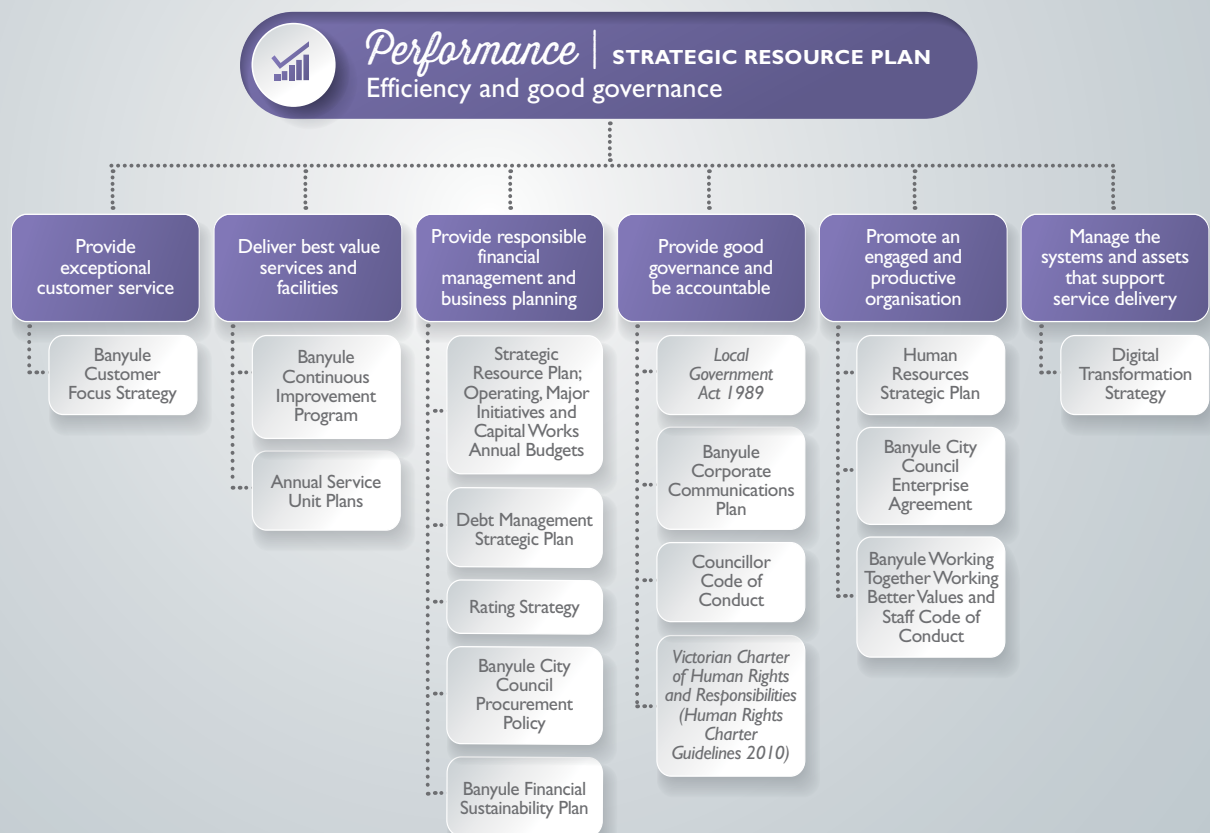 Performance | STRATEGIC RESOURCE PLAN
Efficiency and good governance
Provide
exceptional
customer service
Banyule
Customer
Focus Strategy
Deliver best value
services and
facilities
Banyule
Continuous
Improvement
Program
Annual Service
Unit Plans
Provide responsible
financial
management and
business planning
Strategic
Resource Plan;
Operating, Major
Initiatives and
Capital Works
Annual Budgets
Debt Management
Strategic Plan
Rating Strategy
Banyule City
Council
Procurement
Policy
Banyule Financial
Sustainability Plan
Provide good
governance and
be accountable
Local
Government
Act 1989
Banyule
Corporate
Communications
Plan
Councillor
Code of
Conduct
Victorian Charter
of Human Rights
and Responsibilities
(Human Rights
Charter
Guidelines 2010)
Promote an
engaged and
productive
organisation
Human
Resources
Strategic Plan
Banyule City
Council
Enterprise
Agreement
Banyule Working
Together Working
Better Values and
Staff Code of
Conduct
Manage the
systems and assets
that support
service delivery
Digital
Transformation
Strategy